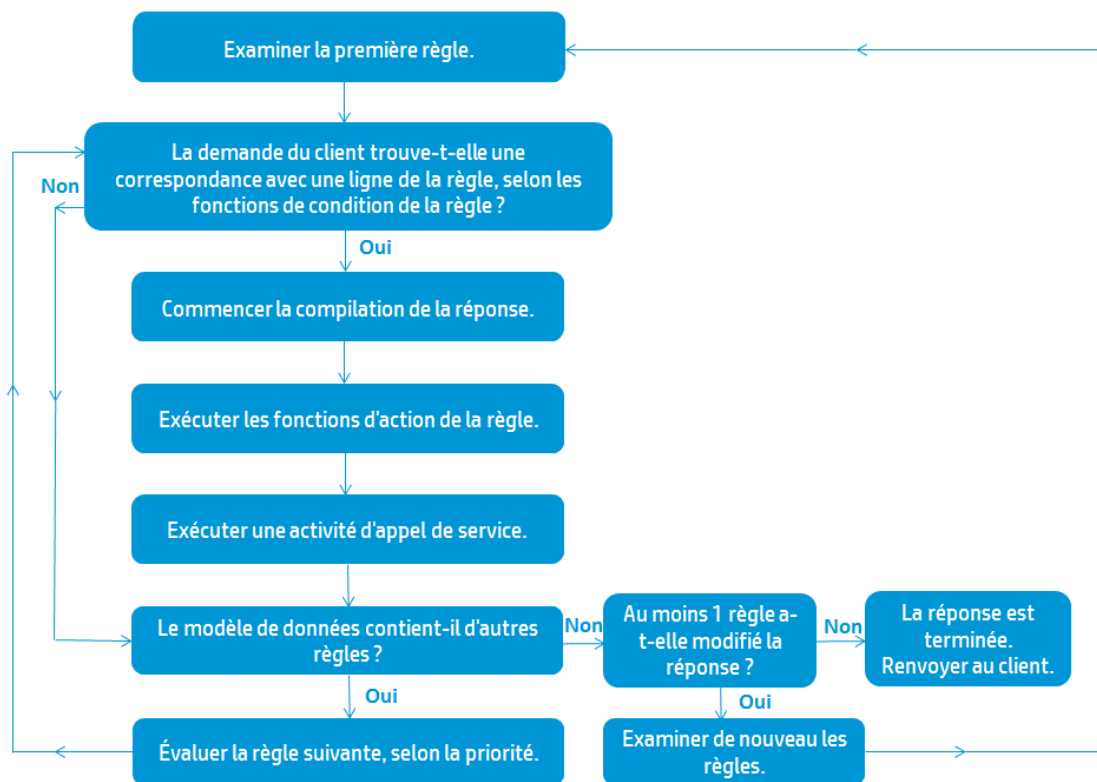 Examiner la première règle.
La demande du client trouve-t-elle une
correspondance avec une ligne de la règle, selon les
fonctions de condition de la règle ?
Non
Oui
Commencer la compilation de la réponse.
Exécuter les fonctions d'action de la règle.
Exécuter une activité d'appel de service.
Le modèle de données contient-il d'autres
règles ?
Non
Au moins 1 règle a-
t-elle modifié la
réponse ?
Non
La réponse est
terminée.
Renvoyer au client.
Oui
Oui
Évaluer la règle suivante, selon la priorité.
Examiner de nouveau les
règles.